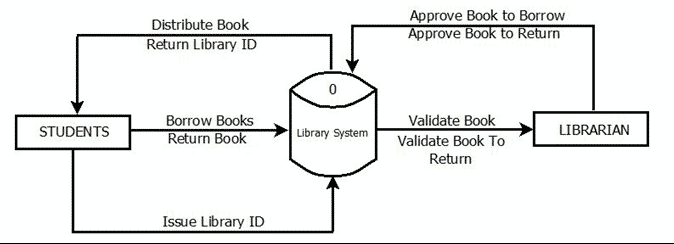 Distribute Book
Return Library ID
Approve Book to Borrow
Approve Book to Return
0
STUDENTS
Borrow Books
Return Book
Library System
Validate Book
Validate Book To
Return
LIBRARIAN
Issue Library ID